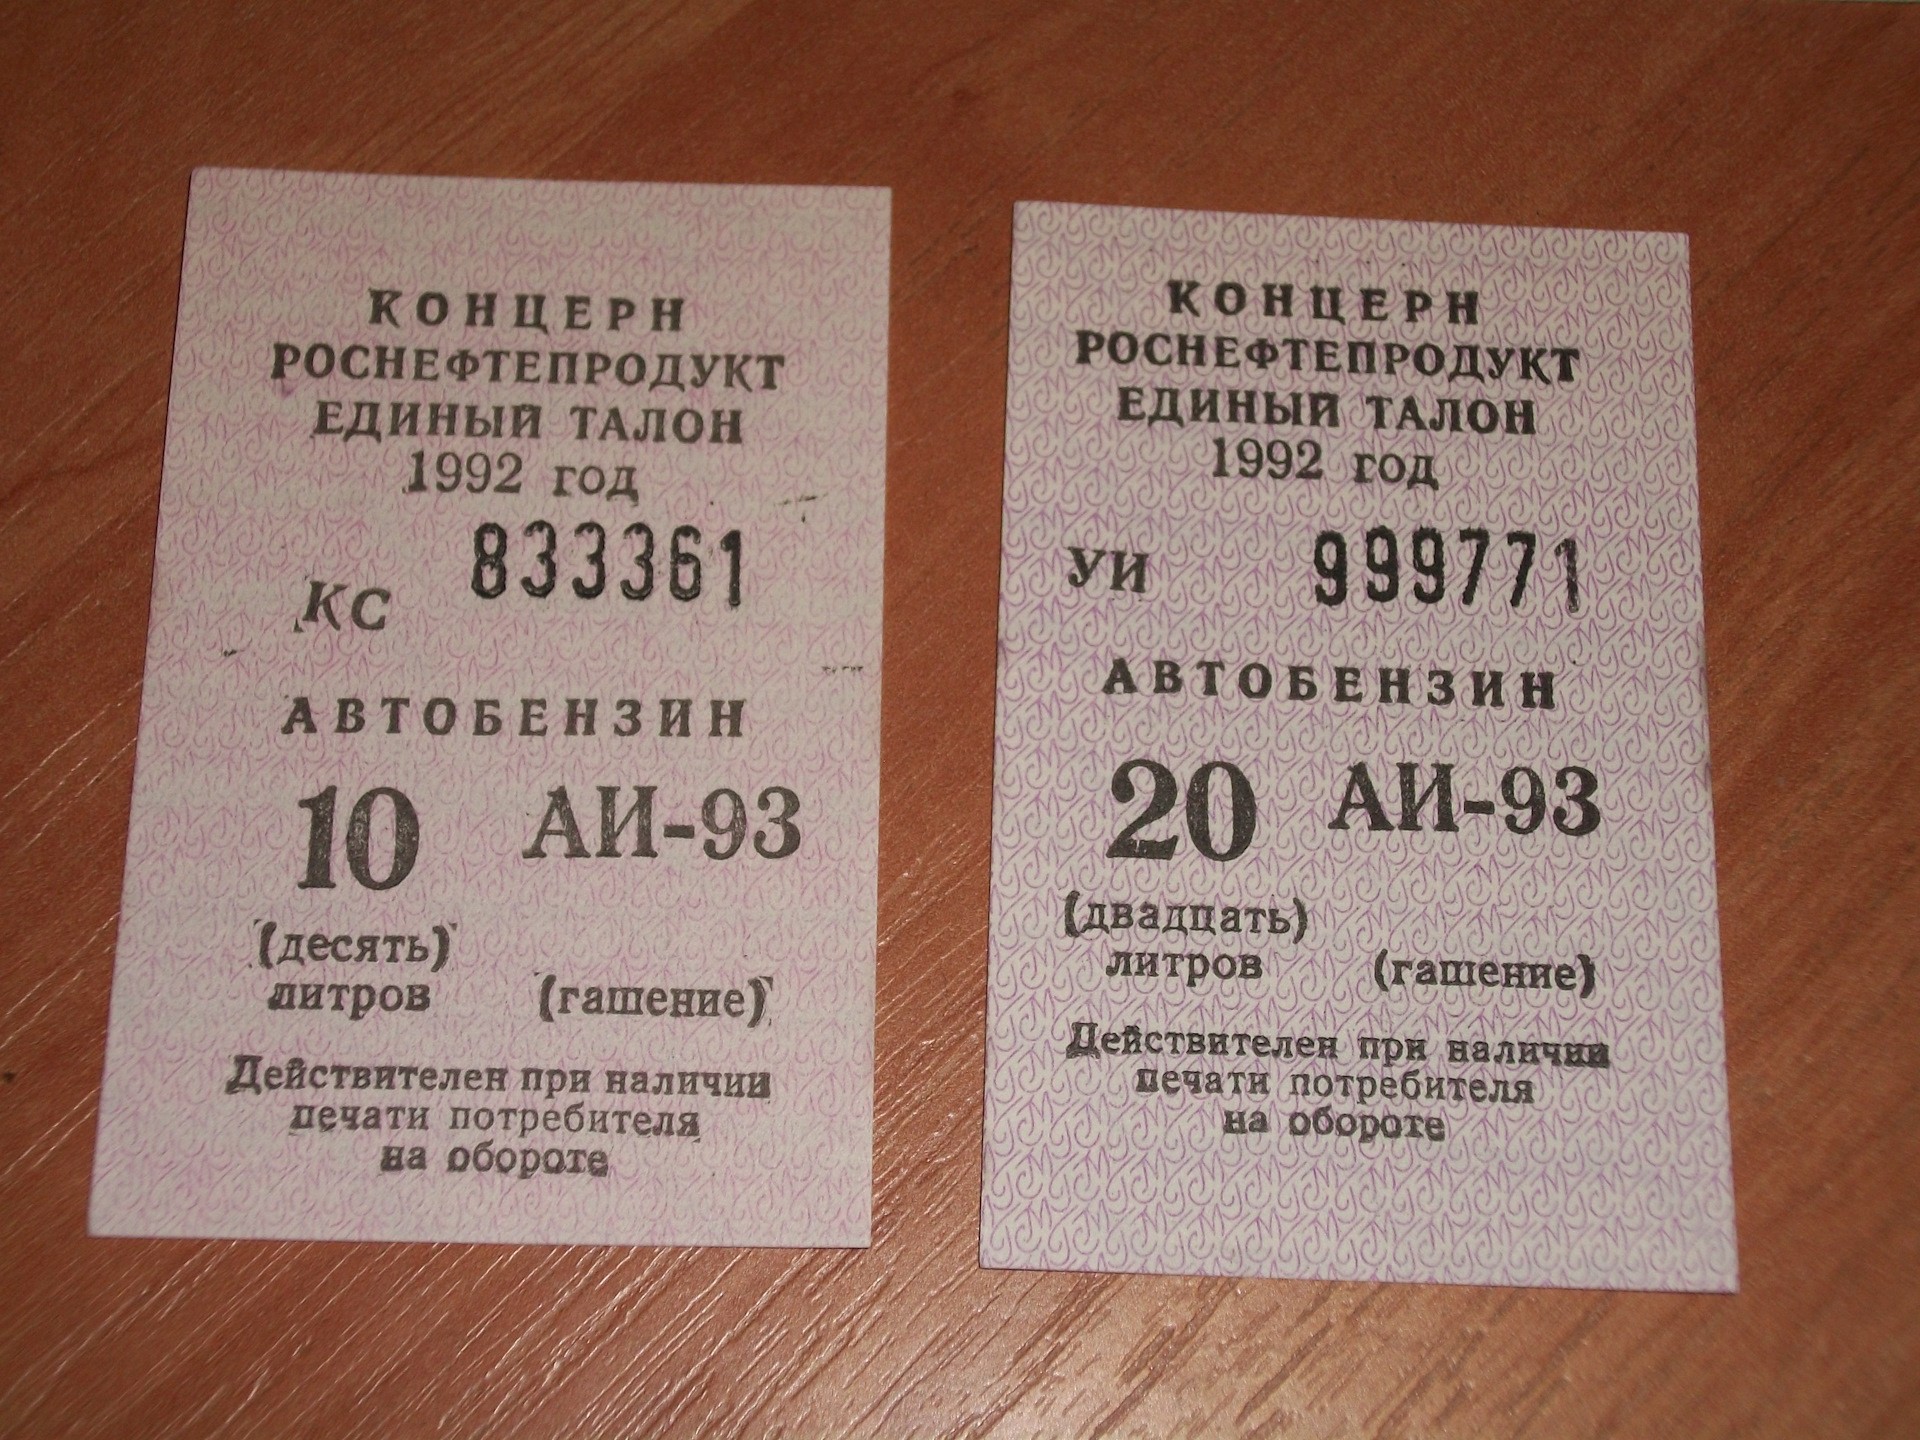 КОНЦЕРН
РОСНЕФТЕПРОДУКТ
ЕДИНЫЙ ТАЛОН
1992 год
КС 833361
АВТОБЕНЗИН
10 АИ-93
(десять)
литров (гашение)
Действителен при наличии
печати потребителя
на обороте
КОНЦЕРН
РОСНЕФТЕПРОДУКТ
ЕДИНЫЙ ТАЛОН
1992 год
УИ 999771
АВТОБЕНЗИН
20 АИ-93
(двадцать)
литров (гашение)
Действителен при наличии
печати потребителя
на обороте